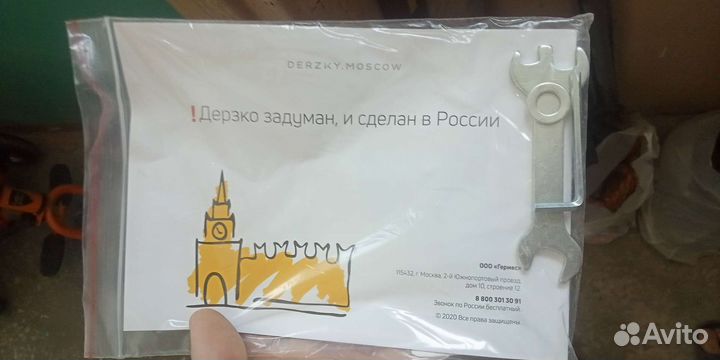 DERZKY.MOSCOW
!Дерзко задуман, и сделан в России
ООО «Гермес»
115432, г. Москва, 2-й Южнопортовый проезд,
дом 10, строение 12.
8 800 301 30 91
Звонок по России бесплатный.
© 2020 Все права защищены.
Avito